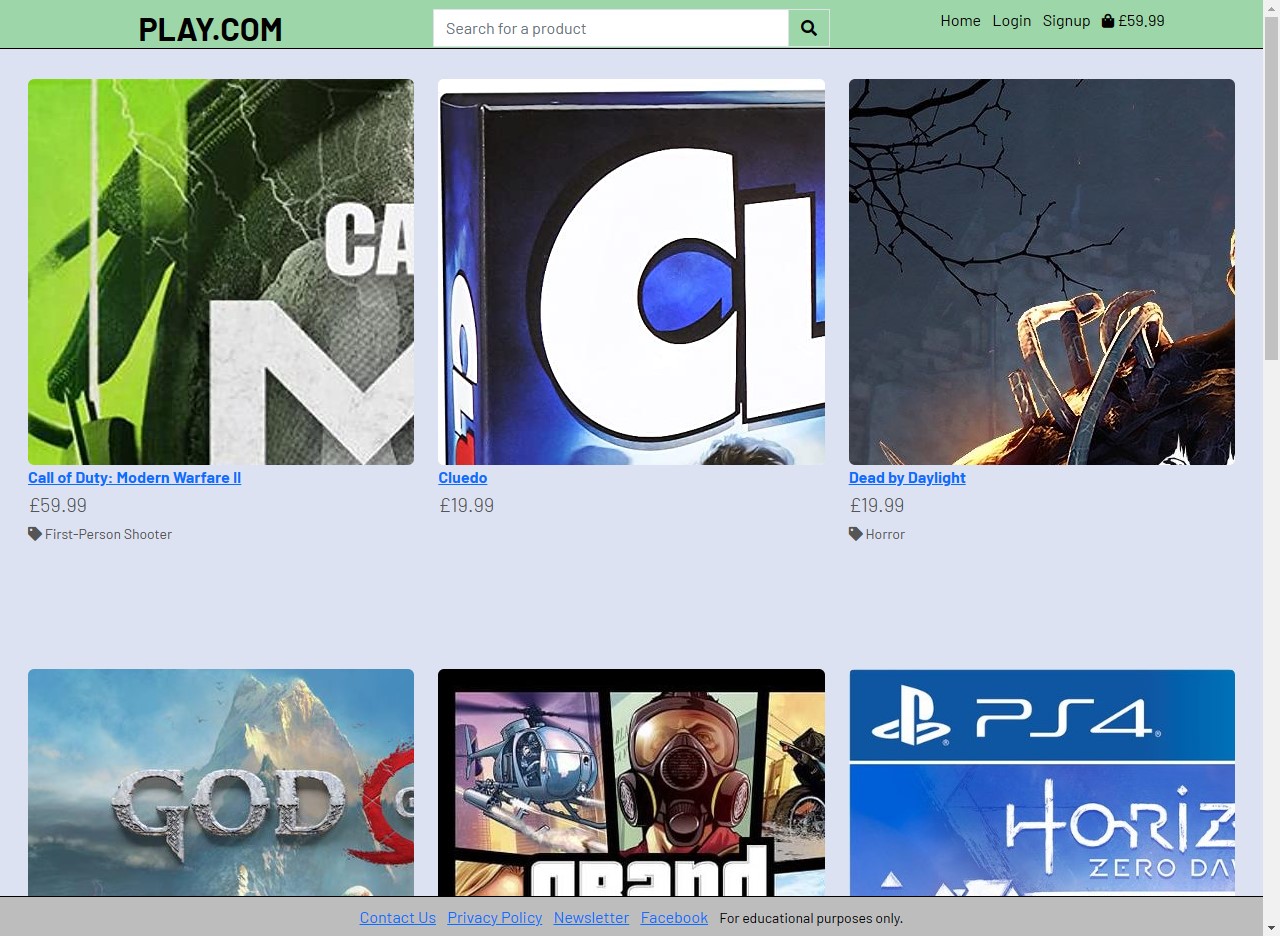 PLAY.COM
Search for a product
Home Login Signup £59.99
CA
M
CL
CL
Call of Duty: Modern Warfare II
£59.99
First-Person Shooter
Cluedo
£19.99
Dead by Daylight
£19.99
Horror
GOD
grand
PS4
HORIZ
ZERO DAW
Contact Us Privacy Policy Newsletter Facebook For educational purposes only.